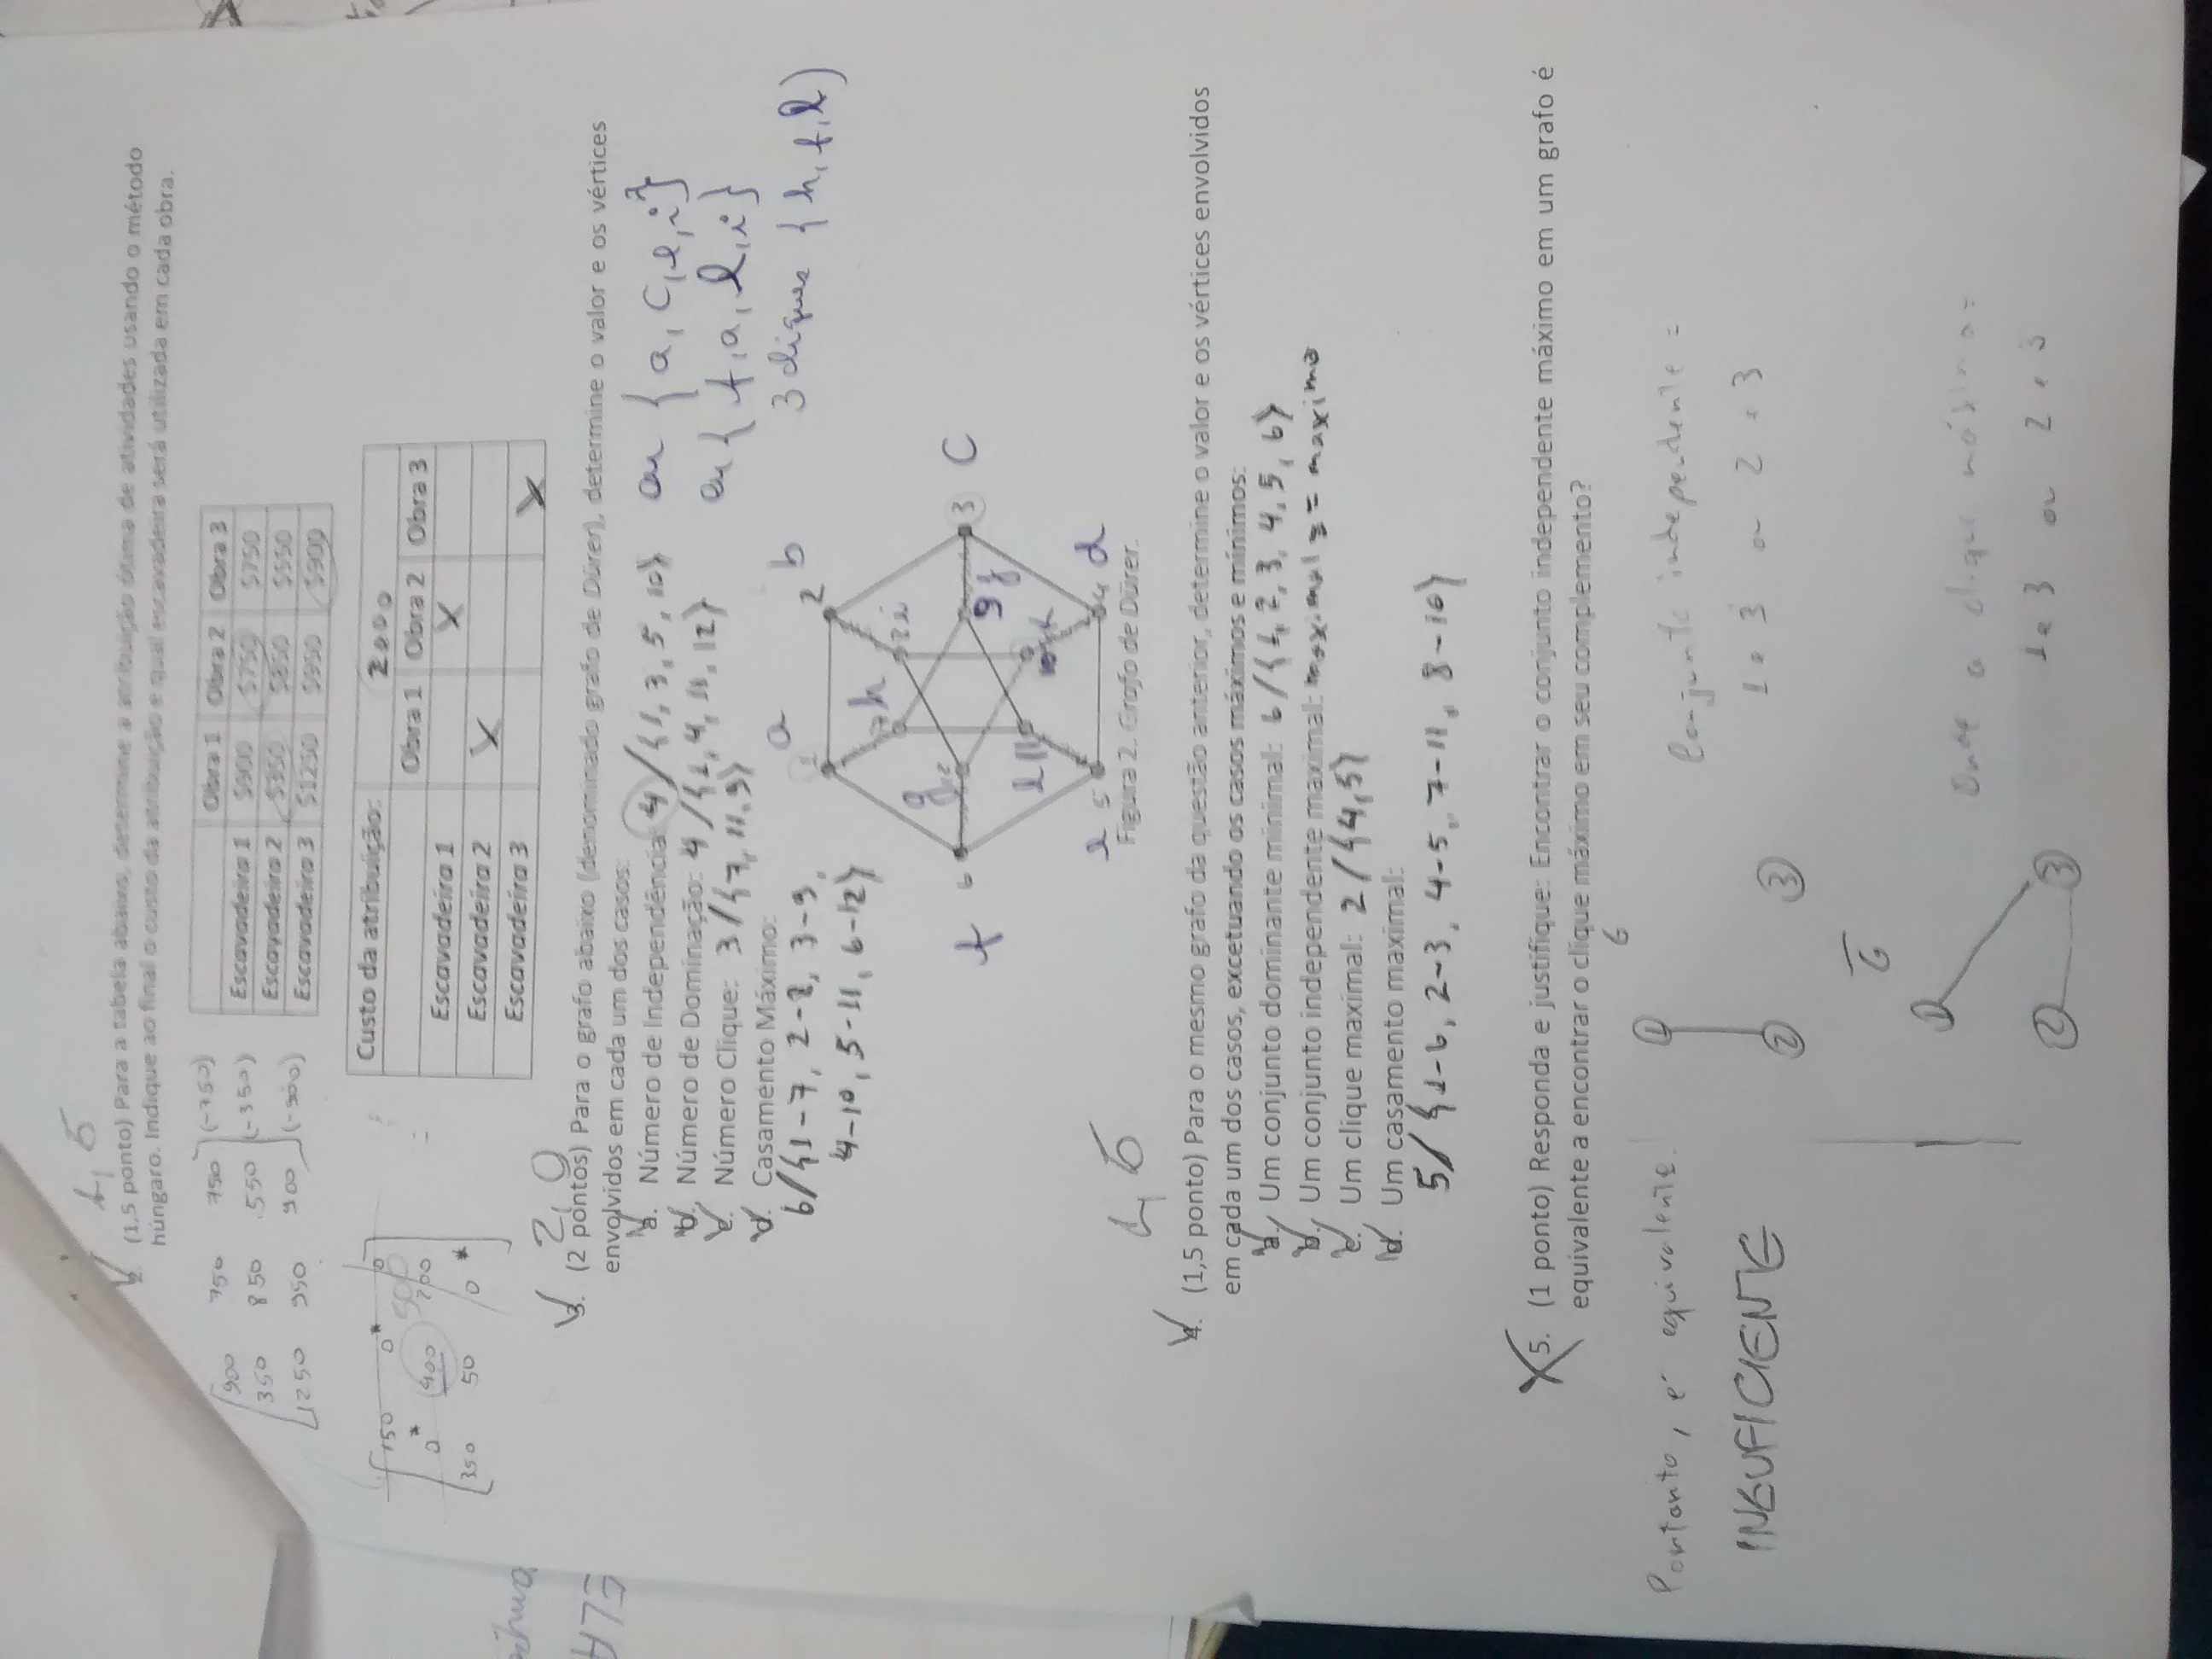 1,5
2. (1,5 ponto) Para a tabela abaixo, determine a atribuição ótima de atividades usando o método
húngaro. Indique ao final o custo da atribuição e qual escavadeira será utilizada em cada obra.
900 750 750 (-750)
350 850 550 (-350)
1250 950 900 (-900)
Obra 1 Obra 2 Obra 3
Escavadeira 1 $900 $750 $750
Escavadeira 2 $350 $850 $550
Escavadeira 3 $1250 $950 $900
150 0* 0
0* 400 500 200
350 50 0*
Custo da atribuição: 2000
Obra 1 Obra 2 Obra 3
Escavadeira 1 X
Escavadeira 2 X
Escavadeira 3 X
2,0
3. (2 pontos) Para o grafo abaixo (denominado grafo de Dürer), determine o valor e os vértices
envolvidos em cada um dos casos:
a. Número de Independência: 4/{1, 3, 5, 10} ou {a, c, e, i}
b. Número de Dominação: 4/{1, 4, 11, 12} ou {f, a, l, i}
c. Número Clique: 3/{7, 11, 9}
d. Casamento Máximo:
3 cliques {h, f, l)
6/{1-7, 2-8, 3-9,
4-10, 5-11, 6-12}
a b
1 2
7 h 8 i
g 12
f 6 3 C
9 j
l 11 10 k
e 5 4 d
Figura 2. Grafo de Dürer.
1,5
4. (1,5 ponto) Para o mesmo grafo da questão anterior, determine o valor e os vértices envolvidos
em cada um dos casos, excetuando os casos máximos e mínimos:
a. Um conjunto dominante minimal: 6/{1, 2, 3, 4, 5, 6}
b. Um conjunto independente maximal: maximal = maximo
c. Um clique maximal: 2/{4,5}
d. Um casamento maximal:
5/{1-6, 2-3, 4-5, 7-11, 8-10}
X 5. (1 ponto) Responda e justifique: Encontrar o conjunto independente máximo em um grafo é
equivalente a encontrar o clique máximo em seu complemento?
G
Portanto, é equivalente.
1
Conjunto independente =
INSUFICIENTE
2 3
1 e 3 ou 2 e 3
G
1
Onde a clique máxima =
2 3
1 e 3 ou 2 e 3